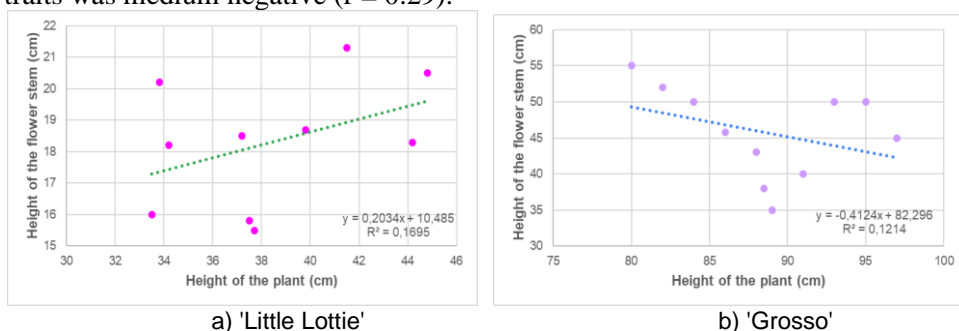 traits was medium negative (r = 0.29).
Height of the flower stem (cm)
22
21
20
19
18
17
16
15
30 32 34 36 38 40 42 44 46
Height of the plant (cm)
y = 0,2034x + 10,485
R² = 0,1695
a) 'Little Lottie'
Height of the flower stem (cm)
60
55
50
45
40
35
30
75 80 85 90 95 100
Height of the plant (cm)
y = -0,4124x + 82,296
R² = 0,1214
b) 'Grosso'